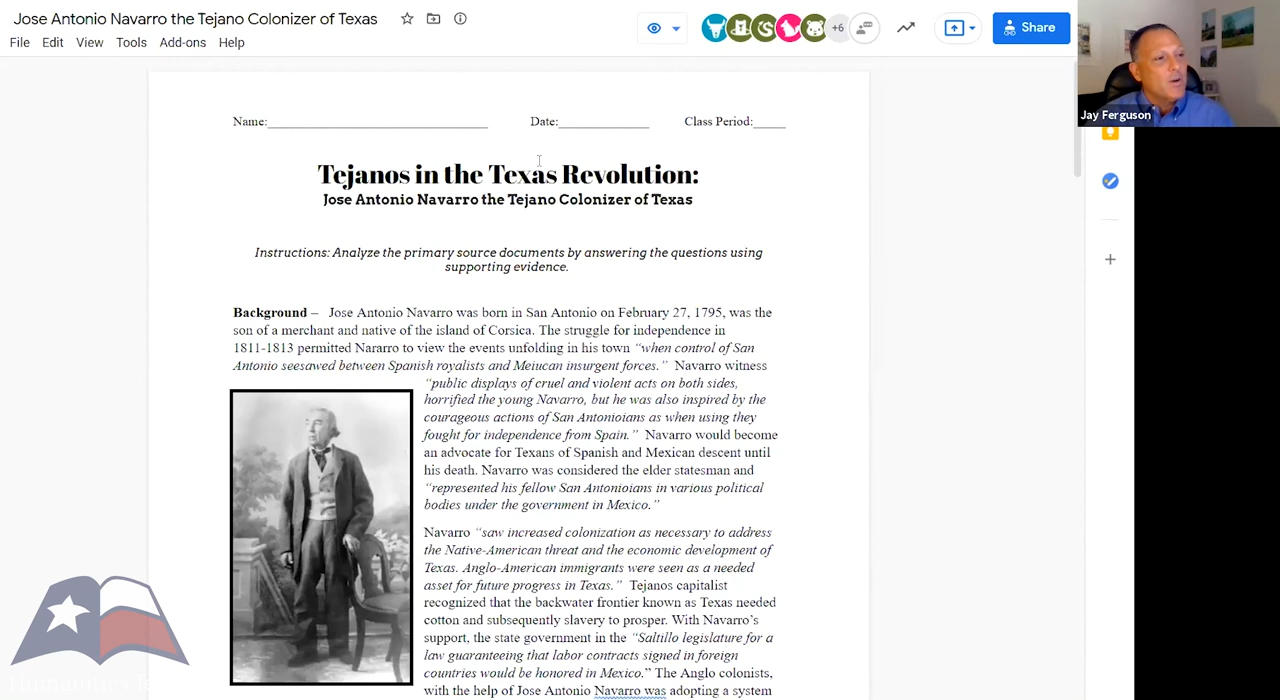 Jose Antonio Navarro the Tejano Colonizer of Texas
File Edit View Tools Add-ons Help
+6
Share
Jay Ferguson
Name:_________________________________ Date:______________ Class Period:_____
Tejanos in the Texas Revolution:
Jose Antonio Navarro the Tejano Colonizer of Texas
Instructions: Analyze the primary source documents by answering the questions using
supporting evidence.
Background – Jose Antonio Navarro was born in San Antonio on February 27, 1795, was the
son of a merchant and native of the island of Corsica. The struggle for independence in
1811-1813 permitted Nararro to view the events unfolding in his town “when control of San
Antonio seesawed between Spanish royalists and Meiucan insurgent forces.” Navarro witness
“public displays of cruel and violent acts on both sides,
horrified the young Navarro, but he was also inspired by the
courageous actions of San Antonioians as when using they
fought for independence from Spain.” Navarro would become
an advocate for Texans of Spanish and Mexican descent until
his death. Navarro was considered the elder statesman and
“represented his fellow San Antonioians in various political
bodies under the government in Mexico.”
Navarro “saw increased colonization as necessary to address
the Native-American threat and the economic development of
Texas. Anglo-American immigrants were seen as a needed
asset for future progress in Texas.” Tejanos capitalist
recognized that the backwater frontier known as Texas needed
cotton and subsequently slavery to prosper. With Navarro’s
support, the state government in the “Saltillo legislature for a
law guaranteeing that labor contracts signed in foreign
countries would be honored in Mexico.” The Anglo colonists,
with the help of Jose Antonio Navarro was adopting a system
Humanities